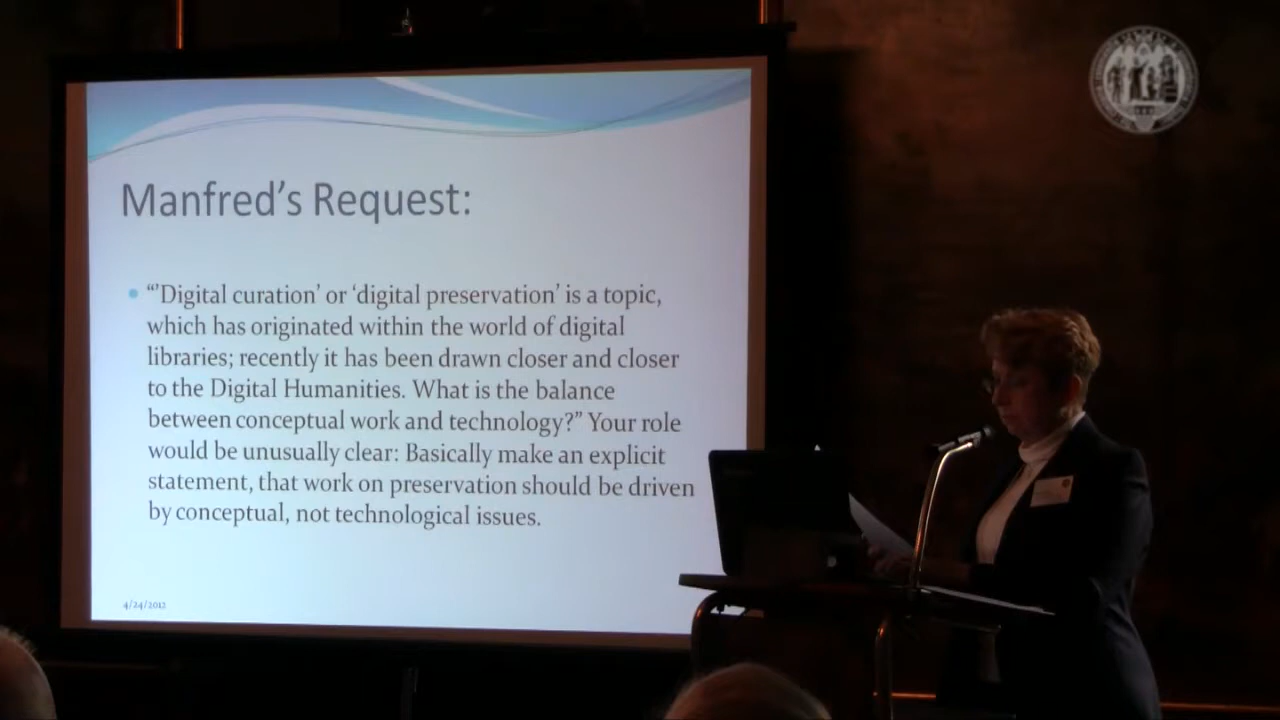 Manfred's Request:
“'Digital curation' or 'digital preservation' is a topic,
which has originated within the world of digital
libraries; recently it has been drawn closer and closer
to the Digital Humanities. What is the balance
between conceptual work and technology?” Your role
would be unusually clear: Basically make an explicit
statement, that work on preservation should be driven
by conceptual, not technological issues.
4/24/2012